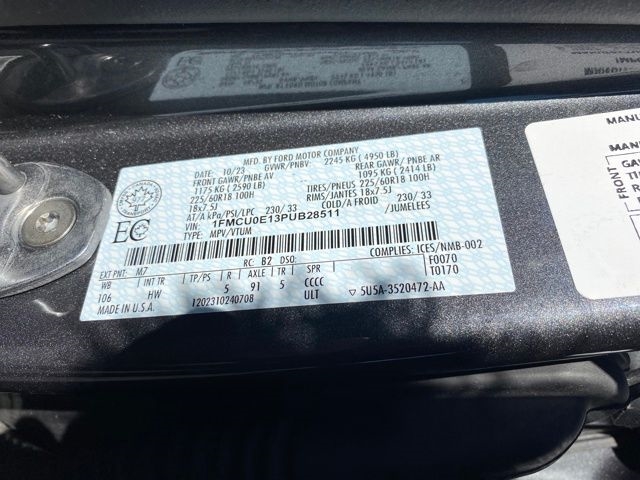 MFD. BY FORD MOTOR COMPANY
DATE: 10/23 GVWR/PNBV: 2245 KG ( 4950 LB)
FRONT GAWR/ PNBE AV REAR GAWR/ PNBE AR
1175 KG ( 2590 LB) 1095 KG ( 2414 LB)
225/60R18 100H TIRES/PNEUS 225/60R18 100H
18x7.5J RIMS/JANTES 18x7.5J
AT/A kPa/PSI/LPC 230/ 33 COLD/A FROID 230/ 33
VIN: 1FMCU0E13PUB28511 /JUMELEES
TYPE: MPV/VTUM
EC
RC: B2 DSO: COMPLIES: ICES/NMB-002
EXT PNT: M7 F0070
WB INT TR TP/PS R AXLE TR SPR T0170
106 HW 5 91 5 CCCC
MADE IN U.S.A. 1202310240708 ULT ▽ 5U5A-3520472-AA
MANU
MAN
FRONT